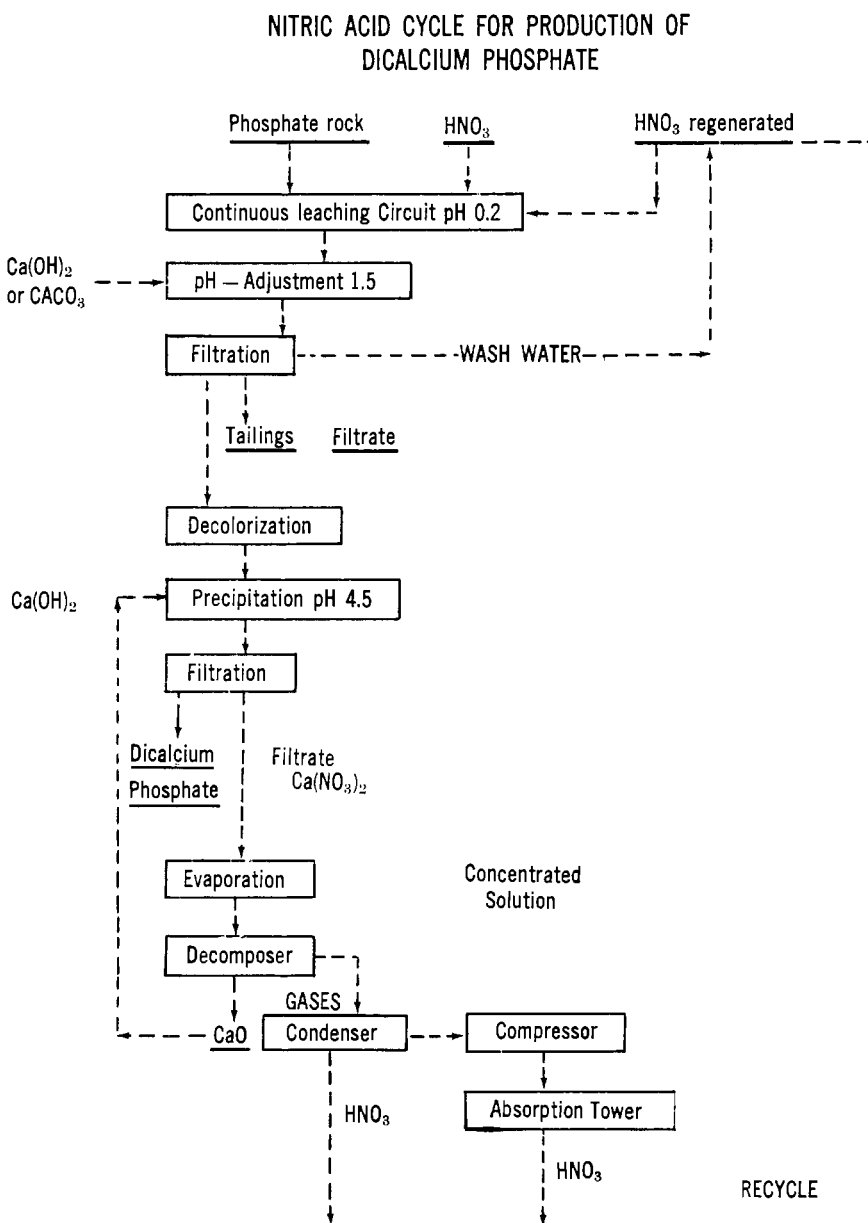 NITRIC ACID CYCLE FOR PRODUCTION OF
DICALCIUM PHOSPHATE
Phosphate rock
HNO₃
HNO₃ regenerated
Continuous leaching Circuit pH 0.2
Ca(OH)₂
or CACO₃
pH — Adjustment 1.5
Filtration
WASH WATER
Tailings
Filtrate
Decolorization
Ca(OH)₂
Precipitation pH 4.5
Filtration
Dicalcium
Phosphate
Filtrate
Ca(NO₃)₂
Evaporation
Concentrated
Solution
Decomposer
GASES
CaO
Condenser
Compressor
HNO₃
Absorption Tower
HNO₃
RECYCLE